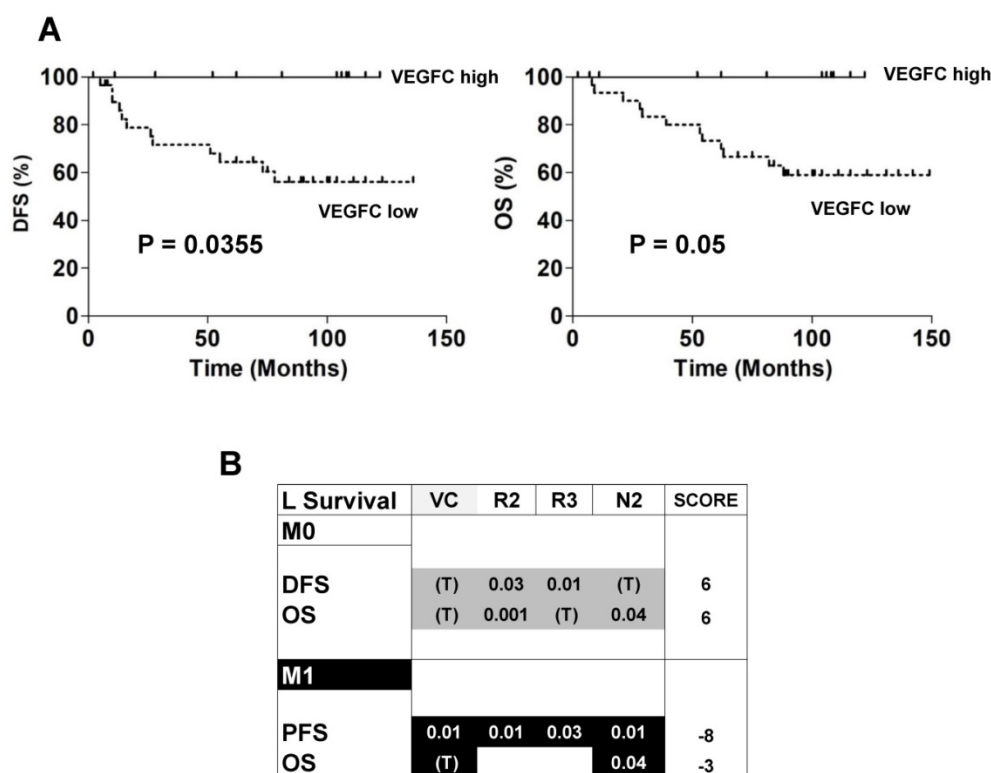 A
DFS (%)
100
80
60
40
20
0
0 50 100 150
Time (Months)
VEGFC high
VEGFC low
P = 0.0355
OS (%)
100
80
60
40
20
0
0 50 100 150
Time (Months)
VEGFC high
VEGFC low
P = 0.05
B
L Survival VC R2 R3 N2 SCORE
M0
DFS (T) 0.03 0.01 (T) 6
OS (T) 0.001 (T) 0.04 6
M1
PFS 0.01 0.01 0.03 0.01 -8
OS (T) 0.04 -3